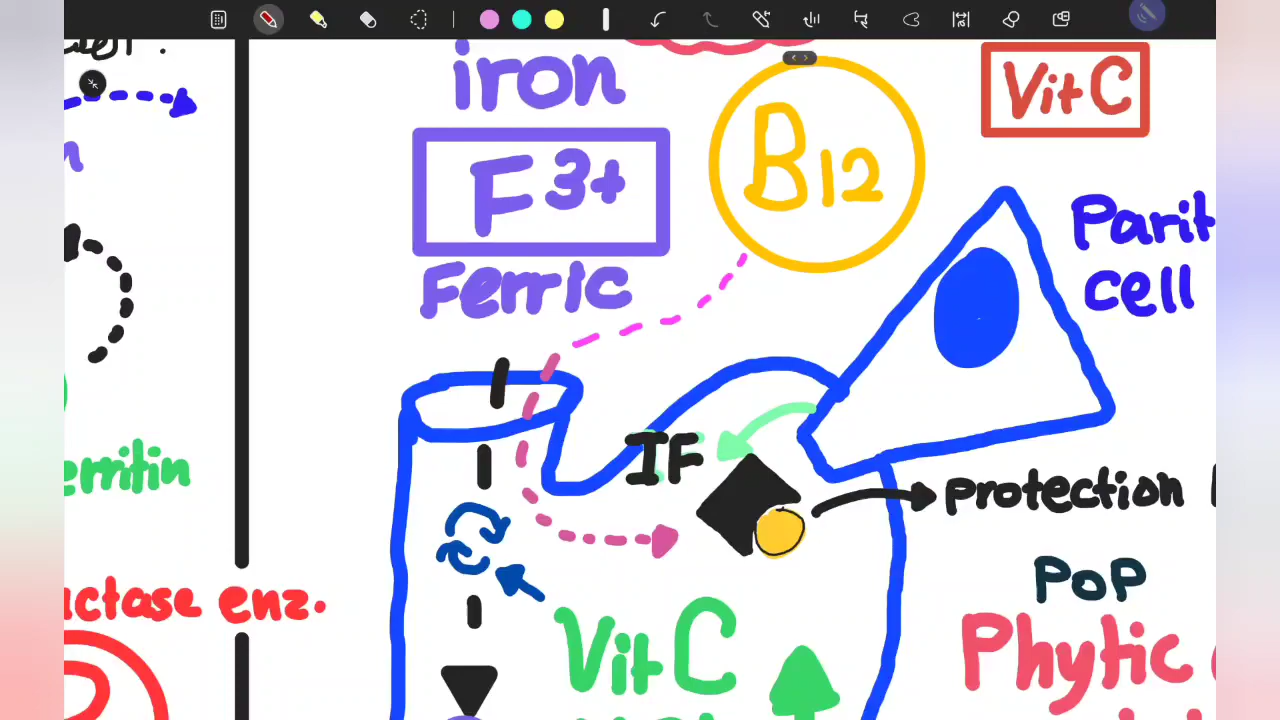 iron
F3+
Ferric
B12
Vit C
Parit
cell
IF
protection
erritin
actase enz.
Vit C
PoP
Phytic